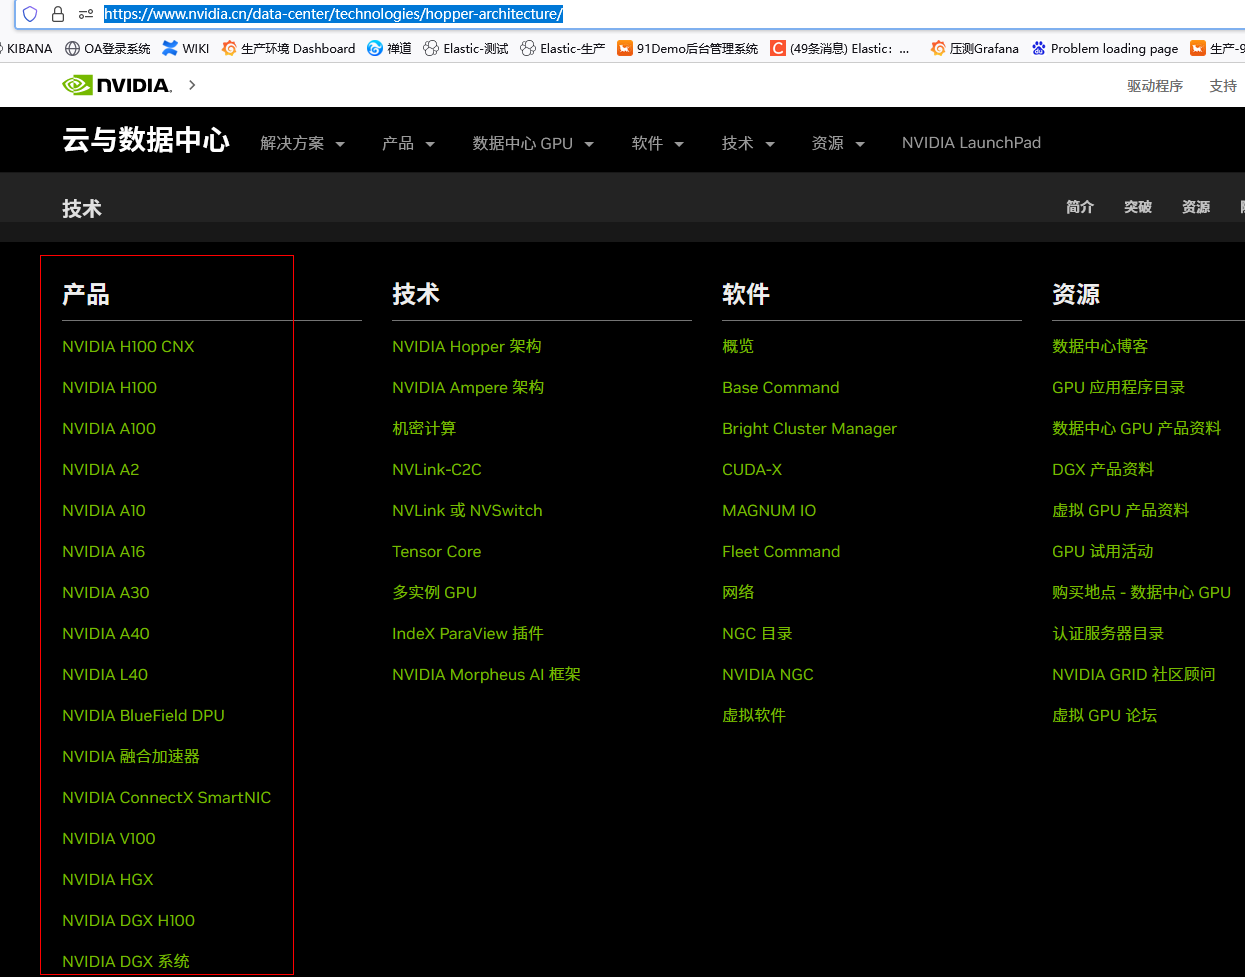 https://www.nvidia.cn/data-center/technologies/hopper-architecture/
KIBANA OA登录系统 WIKI 生产环境 Dashboard 禅道 Elastic-测试 Elastic-生产 91Demo后台管理系统 (49条消息) Elastic：... 压测Grafana Problem loading page 生产-9
NVIDIA. 驱动程序 支持
云与数据中心 解决方案 产品 数据中心 GPU 软件 技术 资源 NVIDIA LaunchPad
技术 简介 突破 资源
产品
NVIDIA H100 CNX
NVIDIA H100
NVIDIA A100
NVIDIA A2
NVIDIA A10
NVIDIA A16
NVIDIA A30
NVIDIA A40
NVIDIA L40
NVIDIA BlueField DPU
NVIDIA 融合加速器
NVIDIA ConnectX SmartNIC
NVIDIA V100
NVIDIA HGX
NVIDIA DGX H100
NVIDIA DGX 系统
技术
NVIDIA Hopper 架构
NVIDIA Ampere 架构
机密计算
NVLink-C2C
NVLink 或 NVSwitch
Tensor Core
多实例 GPU
IndeX ParaView 插件
NVIDIA Morpheus AI 框架
软件
概览
Base Command
Bright Cluster Manager
CUDA-X
MAGNUM IO
Fleet Command
网络
NGC 目录
NVIDIA NGC
虚拟软件
资源
数据中心博客
GPU 应用程序目录
数据中心 GPU 产品资料
DGX 产品资料
虚拟 GPU 产品资料
GPU 试用活动
购买地点 - 数据中心 GPU
认证服务器目录
NVIDIA GRID 社区顾问
虚拟 GPU 论坛